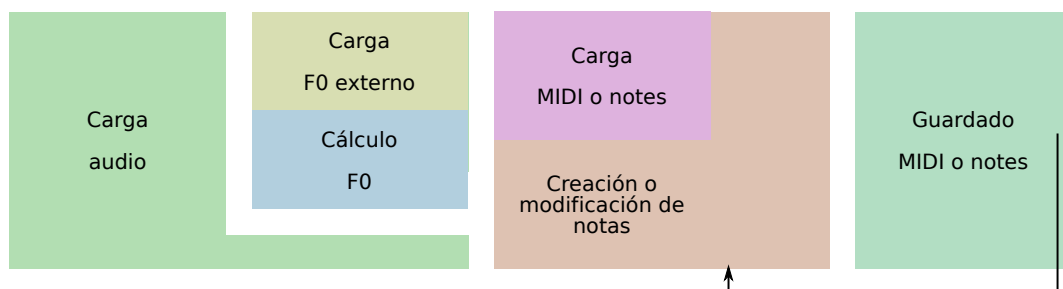 Carga
audio
Carga
F0 externo
Cálculo
F0
Carga
MIDI o notes
Creación o
modificación de
notas
Guardado
MIDI o notes